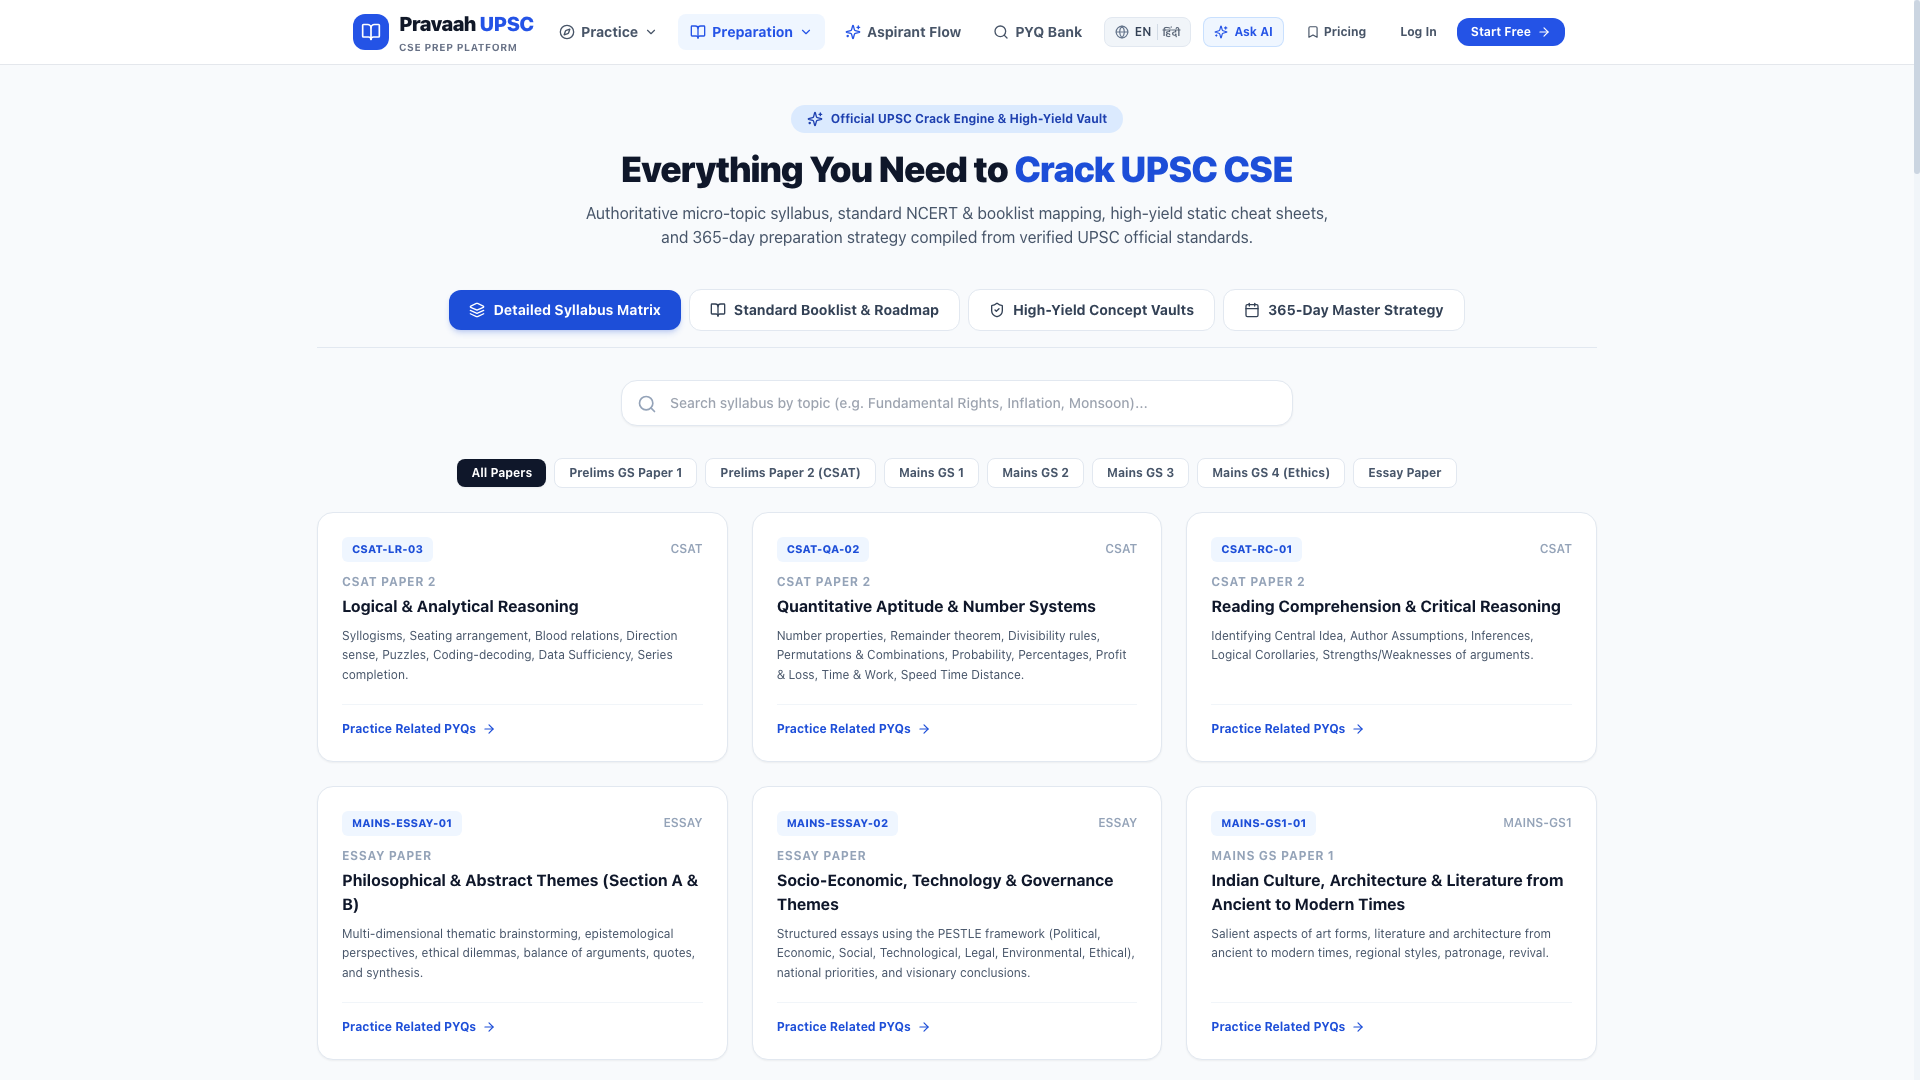 Pravaah UPSC
CSE PREP PLATFORM
Practice
Preparation
Aspirant Flow
PYQ Bank
EN हिंदी
Ask AI
Pricing
Log In
Start Free
Official UPSC Crack Engine & High-Yield Vault
Everything You Need to Crack UPSC CSE
Authoritative micro-topic syllabus, standard NCERT & booklist mapping, high-yield static cheat sheets,
and 365-day preparation strategy compiled from verified UPSC official standards.
Detailed Syllabus Matrix
Standard Booklist & Roadmap
High-Yield Concept Vaults
365-Day Master Strategy
Search syllabus by topic (e.g. Fundamental Rights, Inflation, Monsoon)...
All Papers
Prelims GS Paper 1
Prelims Paper 2 (CSAT)
Mains GS 1
Mains GS 2
Mains GS 3
Mains GS 4 (Ethics)
Essay Paper
CSAT-LR-03
CSAT
CSAT PAPER 2
Logical & Analytical Reasoning
Syllogisms, Seating arrangement, Blood relations, Direction
sense, Puzzles, Coding-decoding, Data Sufficiency, Series
completion.
Practice Related PYQs
CSAT-QA-02
CSAT
CSAT PAPER 2
Quantitative Aptitude & Number Systems
Number properties, Remainder theorem, Divisibility rules,
Permutations & Combinations, Probability, Percentages, Profit
& Loss, Time & Work, Speed Time Distance.
Practice Related PYQs
CSAT-RC-01
CSAT
CSAT PAPER 2
Reading Comprehension & Critical Reasoning
Identifying Central Idea, Author Assumptions, Inferences,
Logical Corollaries, Strengths/Weaknesses of arguments.
Practice Related PYQs
MAINS-ESSAY-01
ESSAY
ESSAY PAPER
Philosophical & Abstract Themes (Section A &
B)
Multi-dimensional thematic brainstorming, epistemological
perspectives, ethical dilemmas, balance of arguments, quotes,
and synthesis.
Practice Related PYQs
MAINS-ESSAY-02
ESSAY
ESSAY PAPER
Socio-Economic, Technology & Governance
Themes
Structured essays using the PESTLE framework (Political,
Economic, Social, Technological, Legal, Environmental, Ethical),
national priorities, and visionary conclusions.
Practice Related PYQs
MAINS-GS1-01
MAINS-GS1
MAINS GS PAPER 1
Indian Culture, Architecture & Literature from
Ancient to Modern Times
Salient aspects of art forms, literature and architecture from
ancient to modern times, regional styles, patronage, revival.
Practice Related PYQs